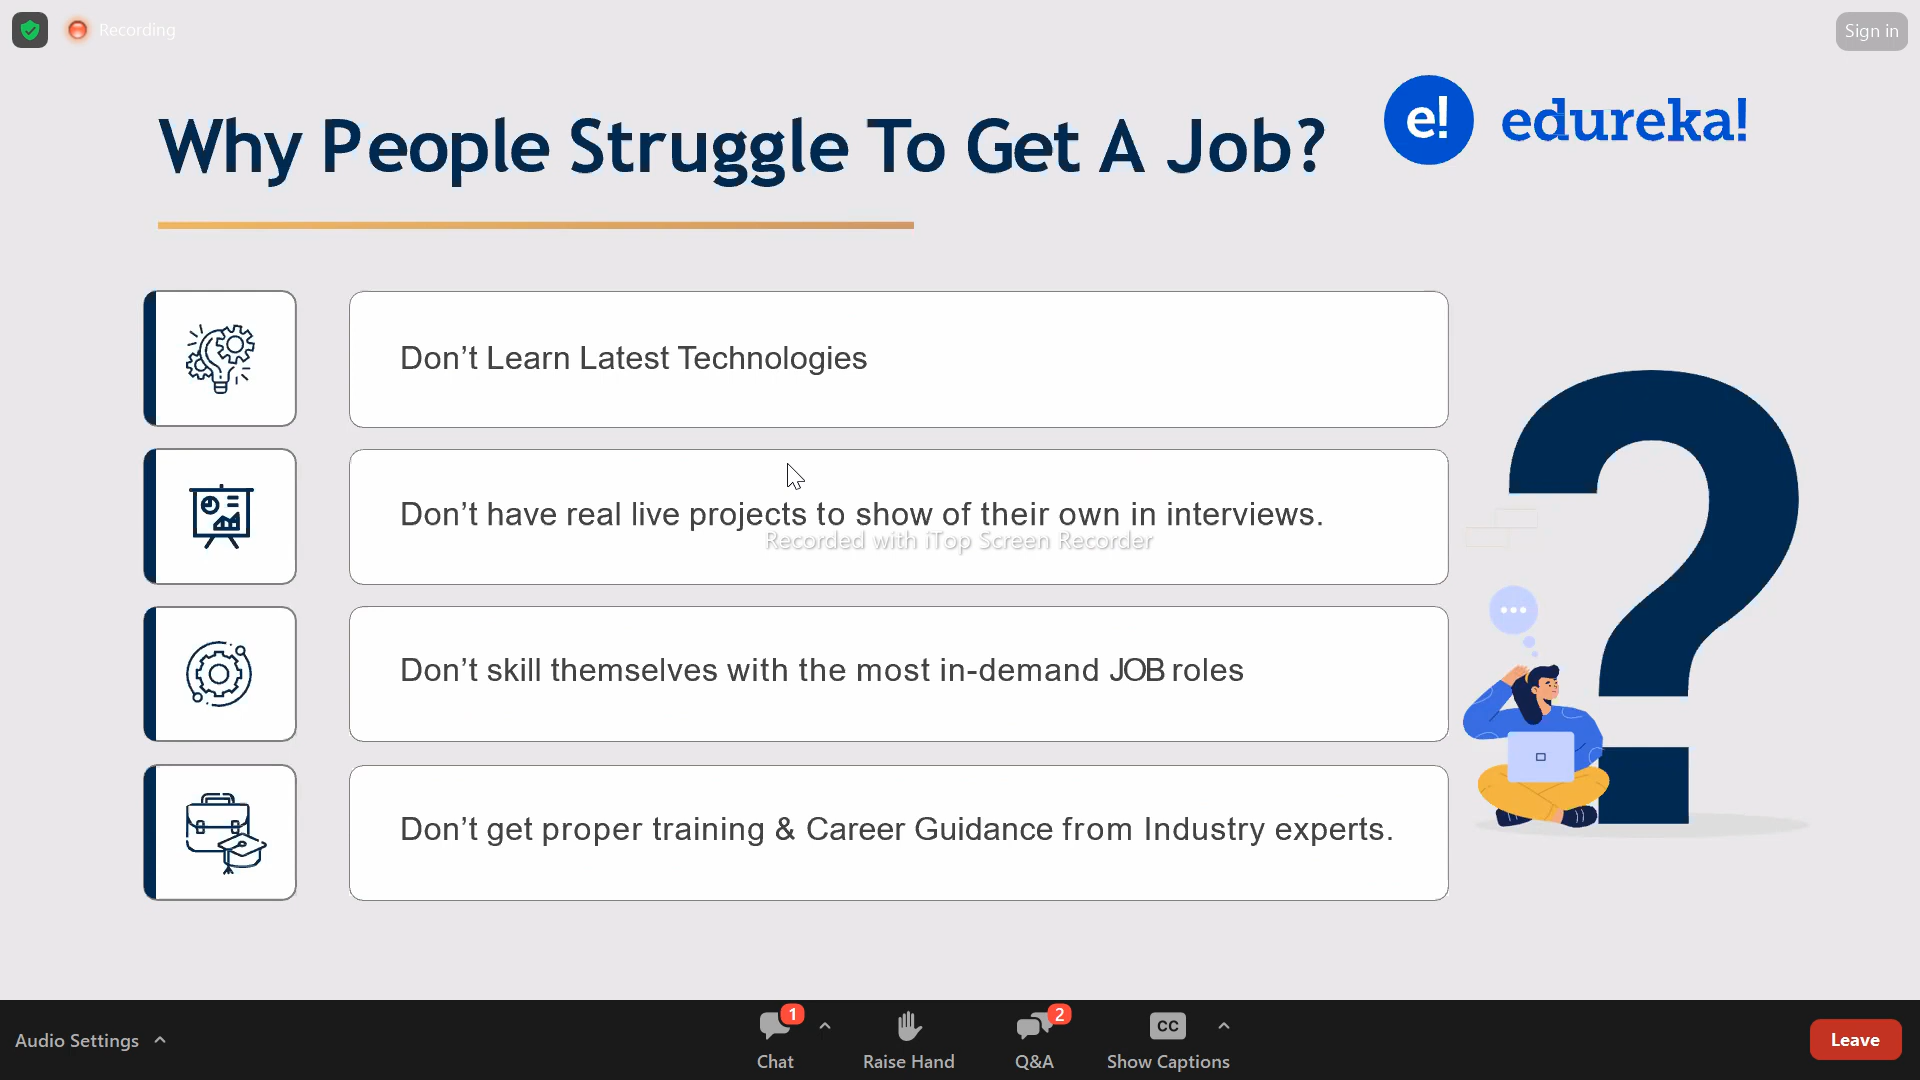 Recording
Sign in
Why People Struggle To Get A Job?
e! edureka!
Don’t Learn Latest Technologies
Don’t have real live projects to show of their own in interviews.
Recorded with iTop Screen Recorder
Don’t skill themselves with the most in-demand JOB roles
Don’t get proper training & Career Guidance from Industry experts.
Audio Settings
1
Chat
Raise Hand
2
Q&A
CC
Show Captions
Leave